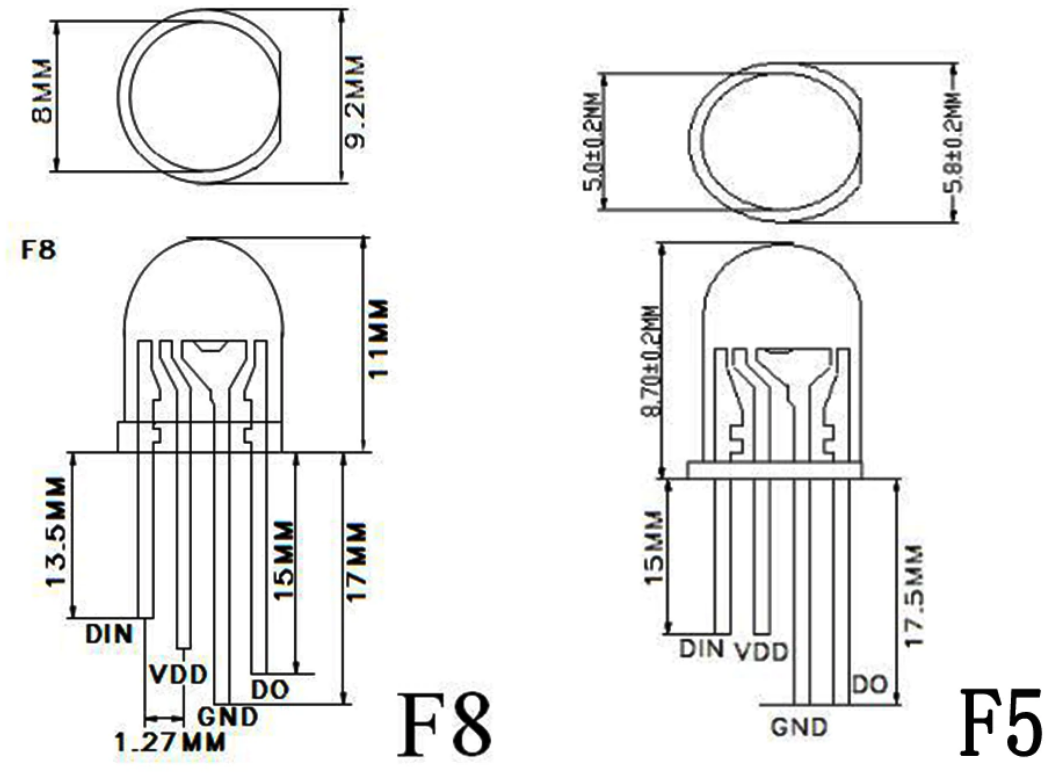 8MM
9.2MM
F8
11MM
13.5MM
15MM
17MM
DIN
VDD
DO
GND
1.27MM
F8
5.0±0.2MM
5.8±0.2MM
8.70±0.2MM
15MM
17.5MM
DIN VDD
DO
GND
F5